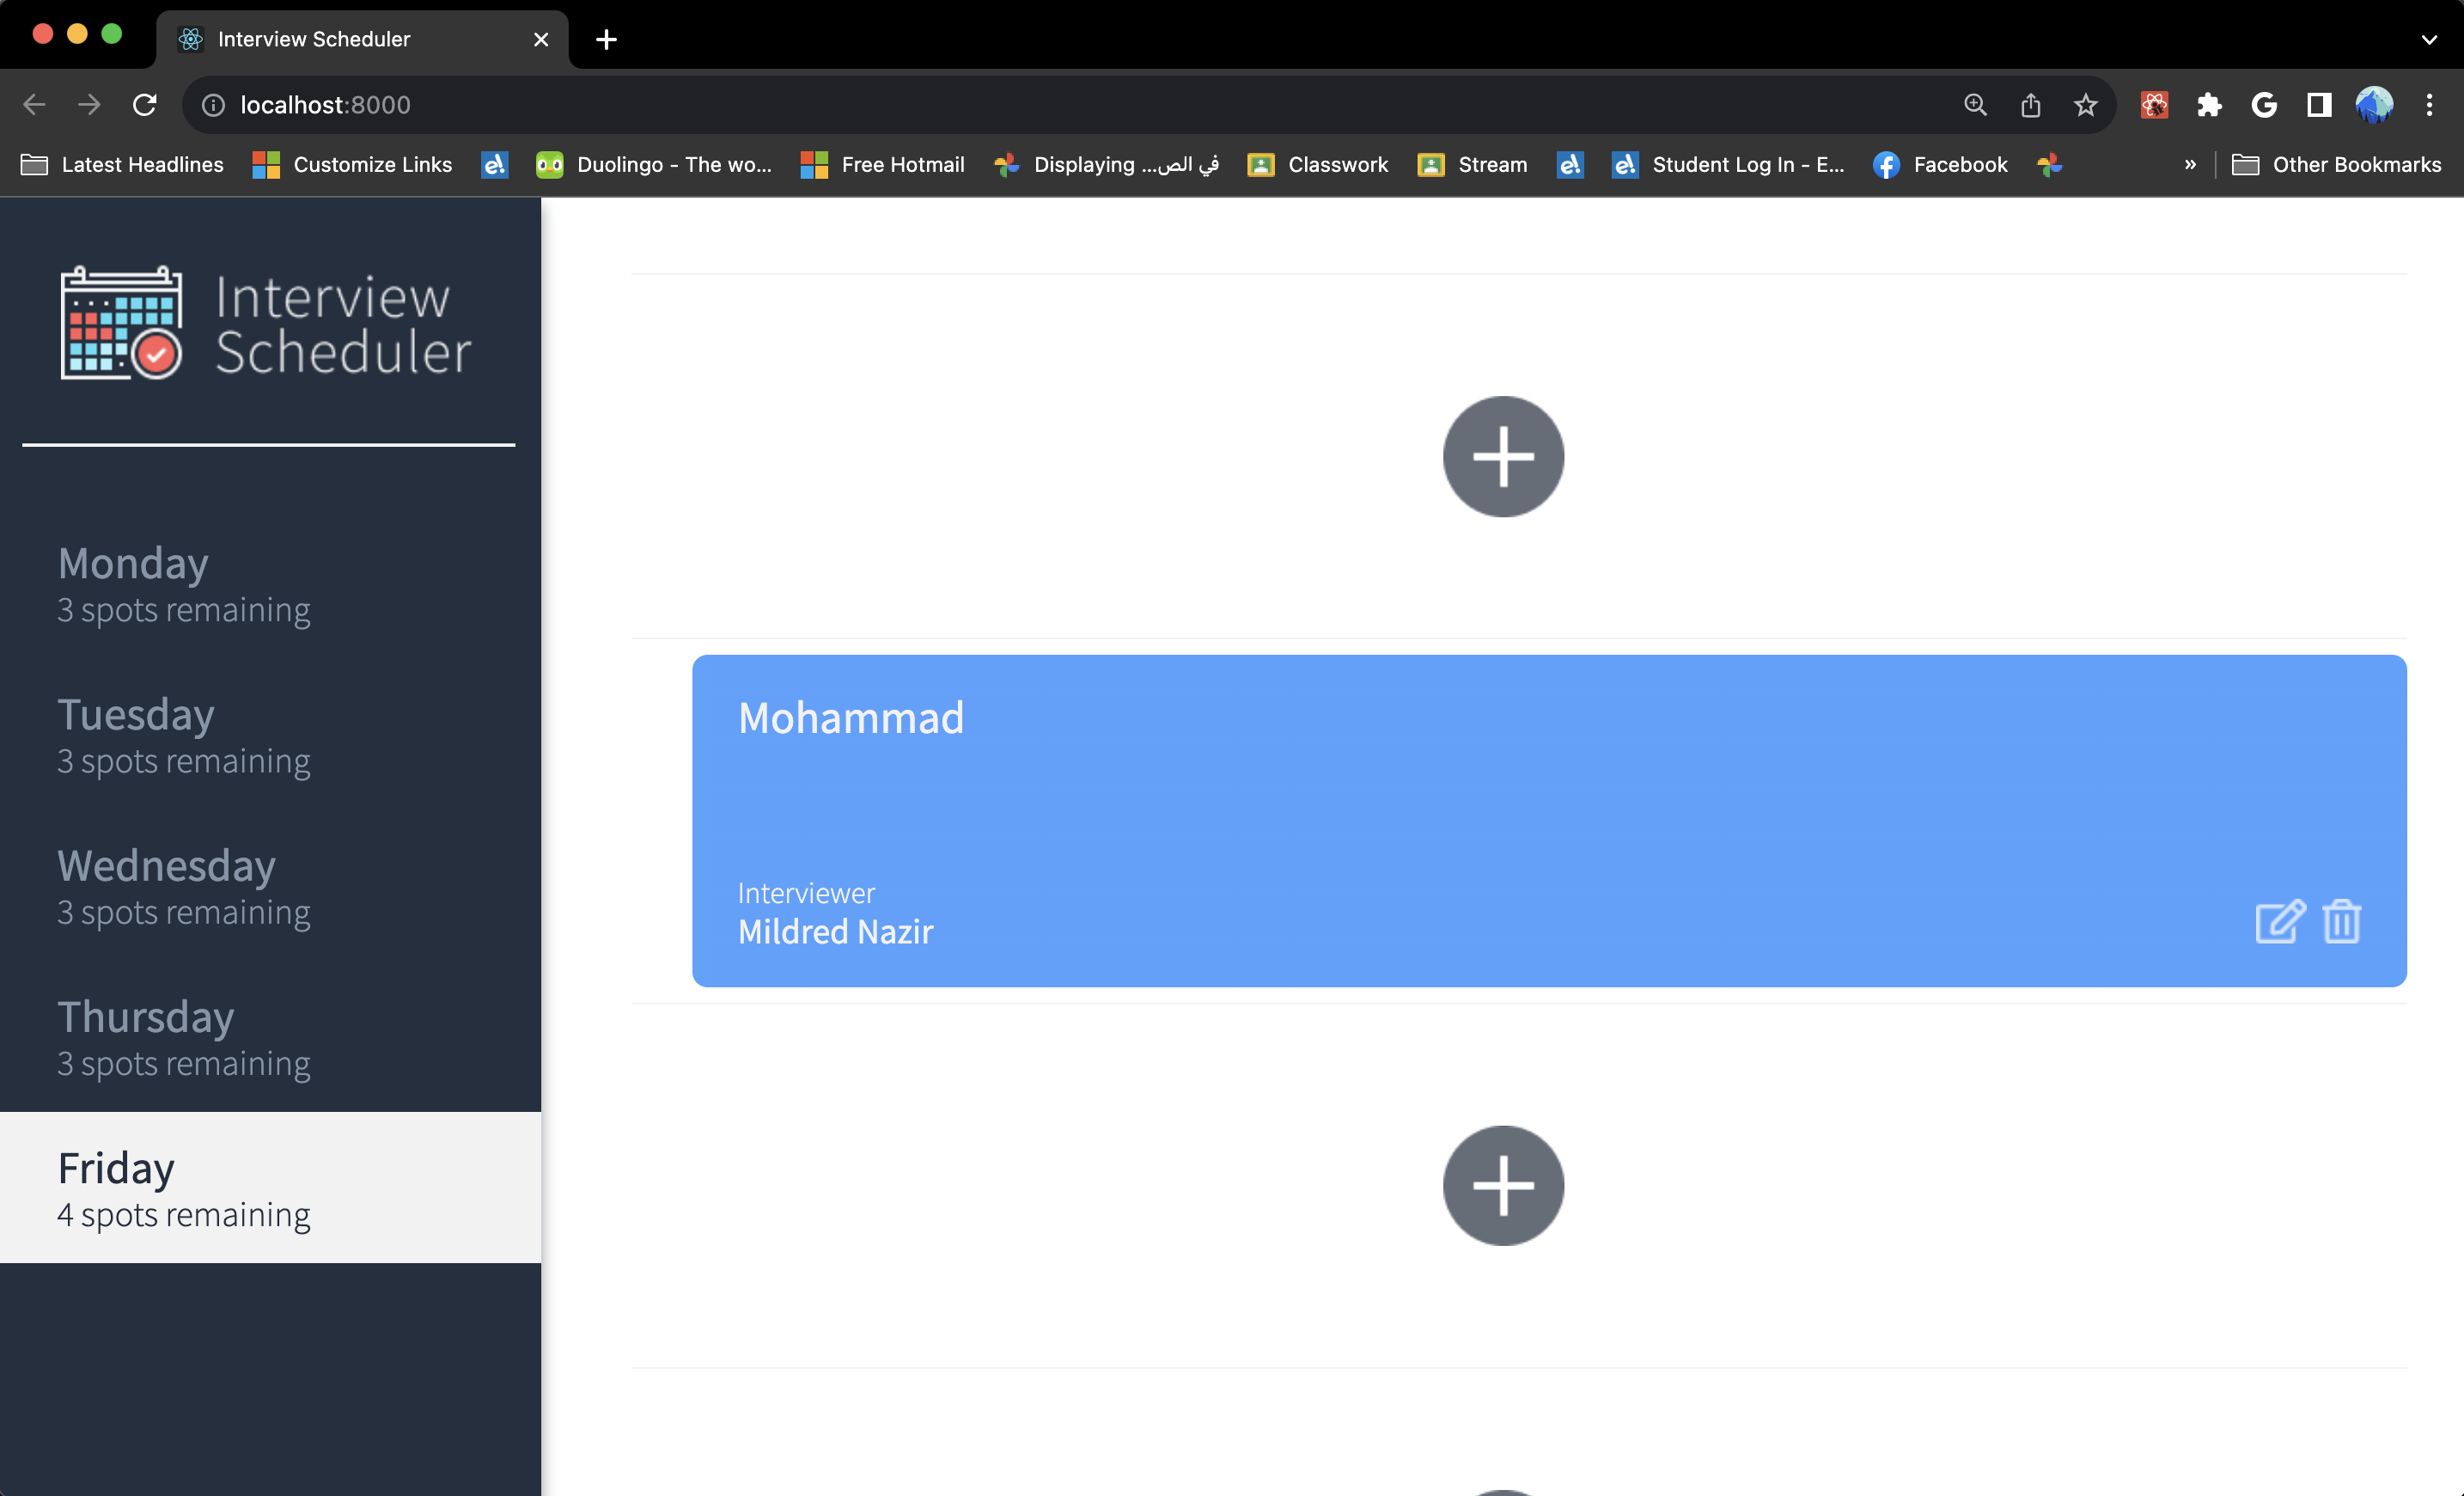 Interview Scheduler
localhost:8000
Latest Headlines
Customize Links
Duolingo - The wo...
Free Hotmail
Displaying ...في الص
Classwork
Stream
Student Log In - E...
Facebook
»
Other Bookmarks
Interview
Scheduler
Monday
3 spots remaining
Tuesday
3 spots remaining
Wednesday
3 spots remaining
Thursday
3 spots remaining
Friday
4 spots remaining
Mohammad
Interviewer
Mildred Nazir